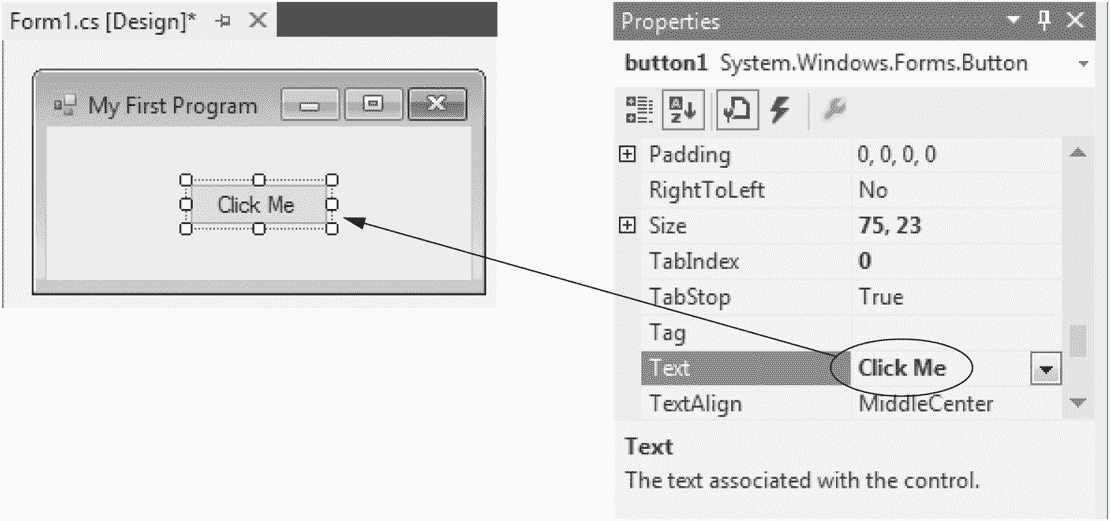 Form1.cs [Design]*
My First Program
Click Me
Properties
button1 System.Windows.Forms.Button
Padding 0, 0, 0, 0
RightToLeft No
Size 75, 23
TabIndex 0
TabStop True
Tag
Text Click Me
TextAlign MiddleCenter
Text
The text associated with the control.